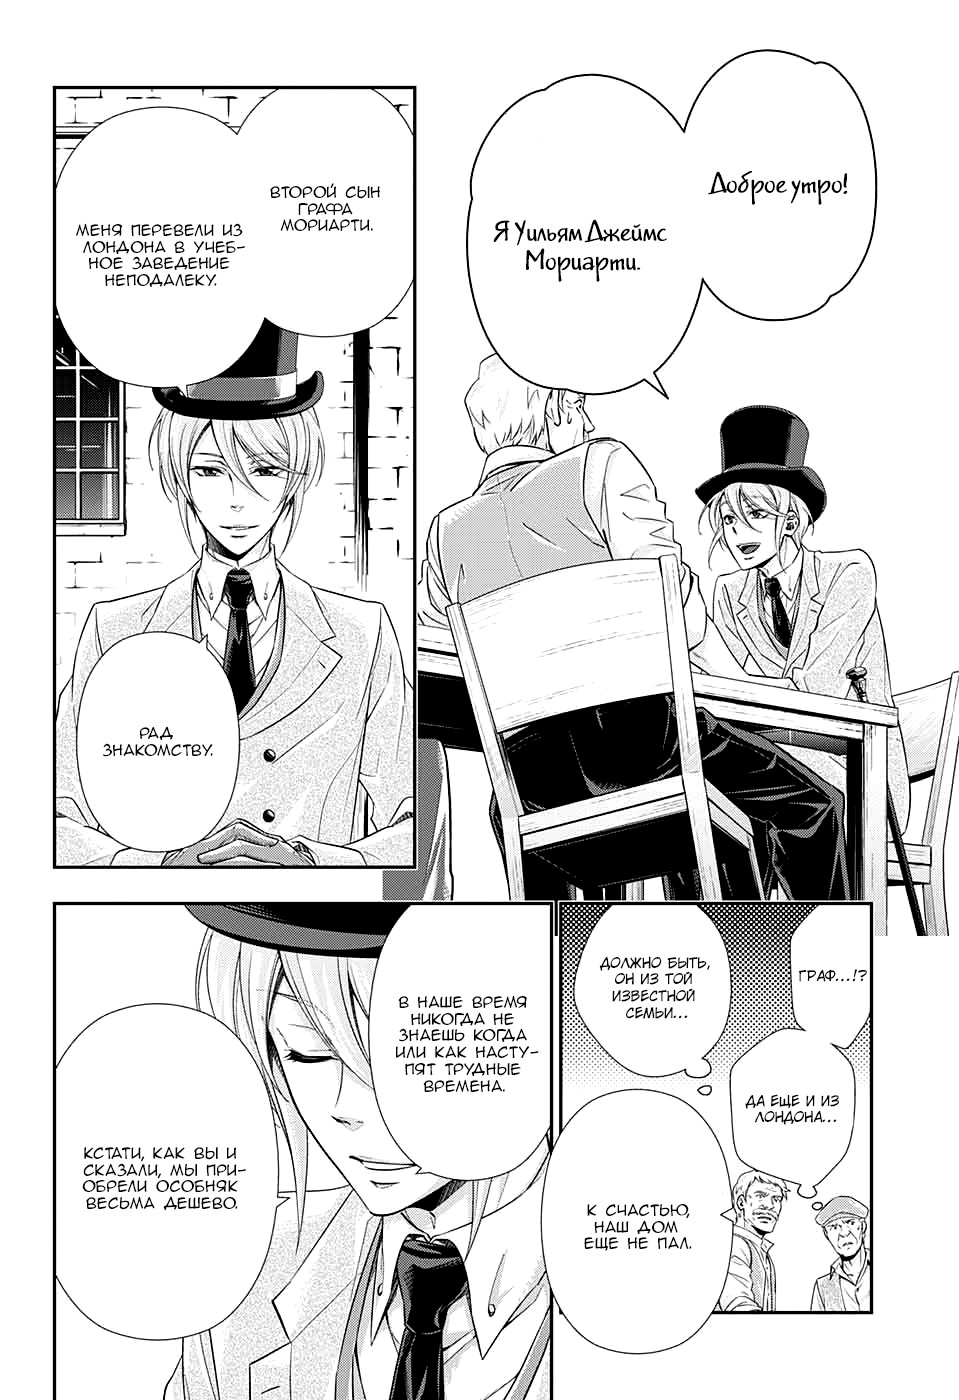 Доброе утро!
Я Уильям Джеймс
Мориарти.
ВТОРОЙ СЫН
ГРАФА
МОРИАРТИ.
МЕНЯ ПЕРЕВЕЛИ ИЗ
ЛОНДОНА В УЧЕБ-
НОЕ ЗАВЕДЕНИЕ
НЕПОДАЛЕКУ.
РАД
ЗНАКОМСТВУ.
ГРАФ...!?
ДОЛЖНО БЫТЬ,
ОН ИЗ ТОЙ
ИЗВЕСТНОЙ
СЕМЬИ...
ДА ЕЩЕ И ИЗ
ЛОНДОНА...
К СЧАСТЬЮ,
НАШ ДОМ
ЕЩЕ НЕ ПАЛ.
В НАШЕ ВРЕМЯ
НИКОГДА НЕ
ЗНАЕШЬ КОГДА
ИЛИ КАК НАСТУ-
ПЯТ ТРУДНЫЕ
ВРЕМЕНА.
КСТАТИ, КАК ВЫ И
СКАЗАЛИ, МЫ ПРИ-
ОБРЕЛИ ОСОБНЯК
ВЕСЬМА ДЕШЕВО.